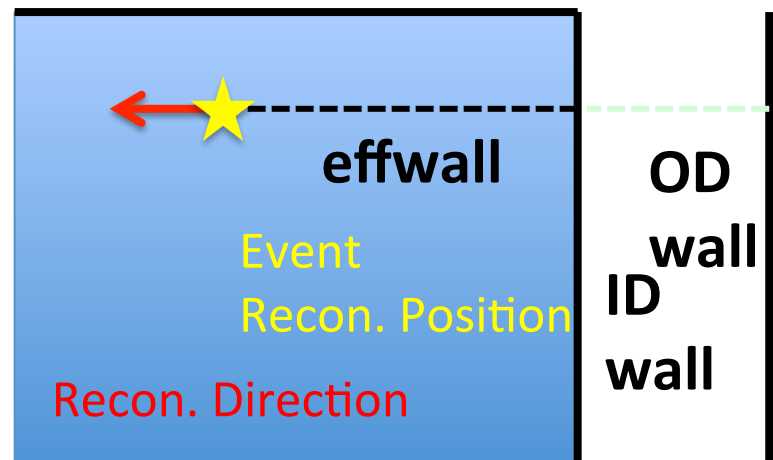 effwall
OD
wall
Event
Recon. Position
ID
wall
Recon. Direction